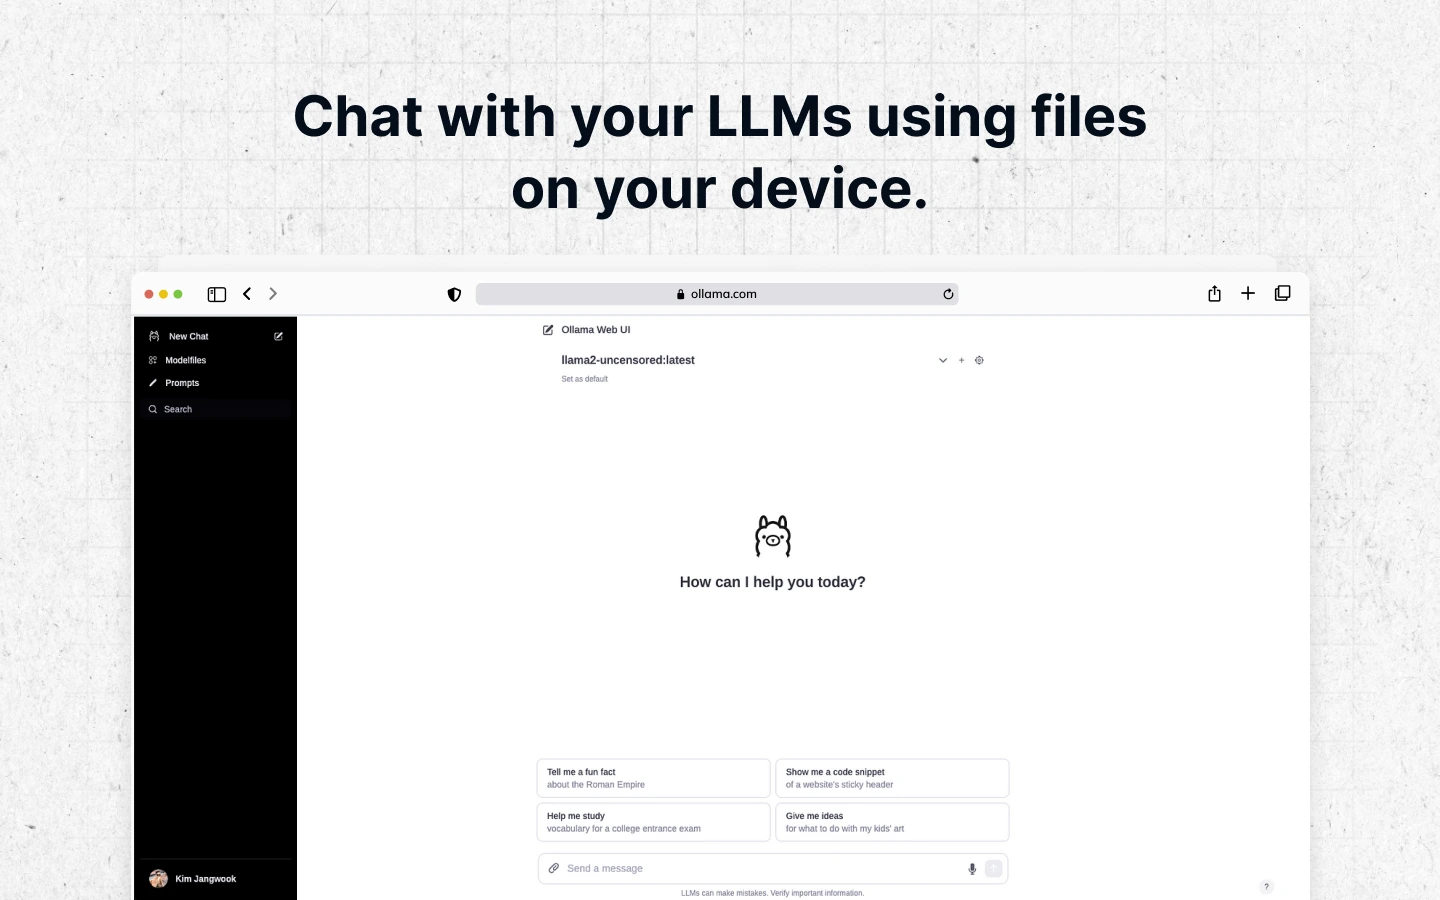 Chat with your LLMs using files
on your device.
ollama.com
New Chat
Modelfiles
Prompts
Search
Kim Jangwook
Ollama Web UI
llama2-uncensored:latest
Set as default
How can I help you today?
Tell me a fun fact
about the Roman Empire
Show me a code snippet
of a website's sticky header
Help me study
vocabulary for a college entrance exam
Give me ideas
for what to do with my kids' art
Send a message
LLMs can make mistakes. Verify important information.
?